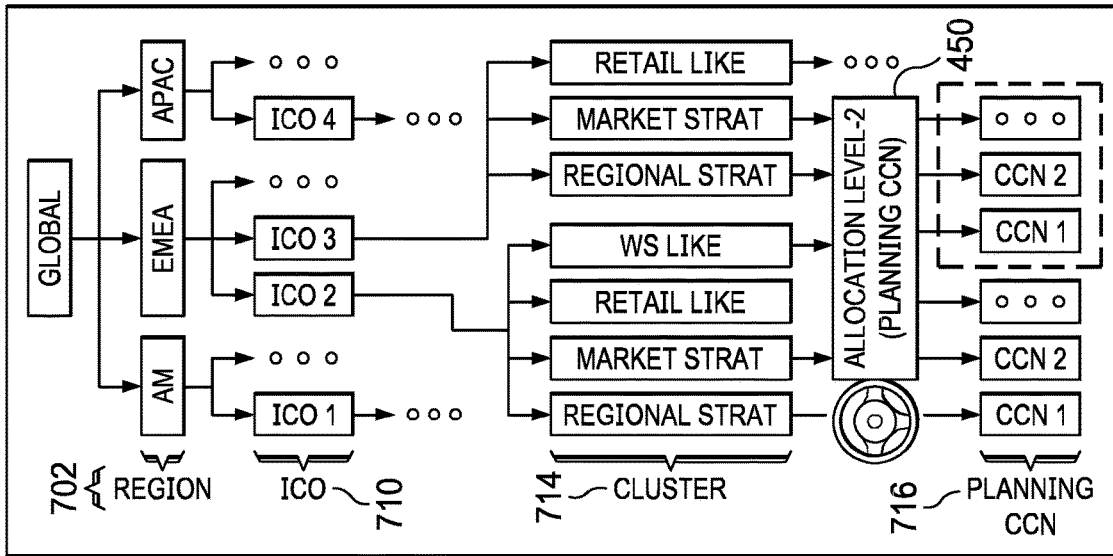 GLOBAL
APAC
EMEA
AM
702
REGION
ICO 4
ICO 3
ICO 2
ICO 1
ICO
710
RETAIL LIKE
MARKET STRAT
REGIONAL STRAT
WS LIKE
RETAIL LIKE
MARKET STRAT
REGIONAL STRAT
714
CLUSTER
450
ALLOCATION LEVEL-2
(PLANNING CCN)
CCN 2
CCN 1
CCN 2
CCN 1
716
PLANNING
CCN